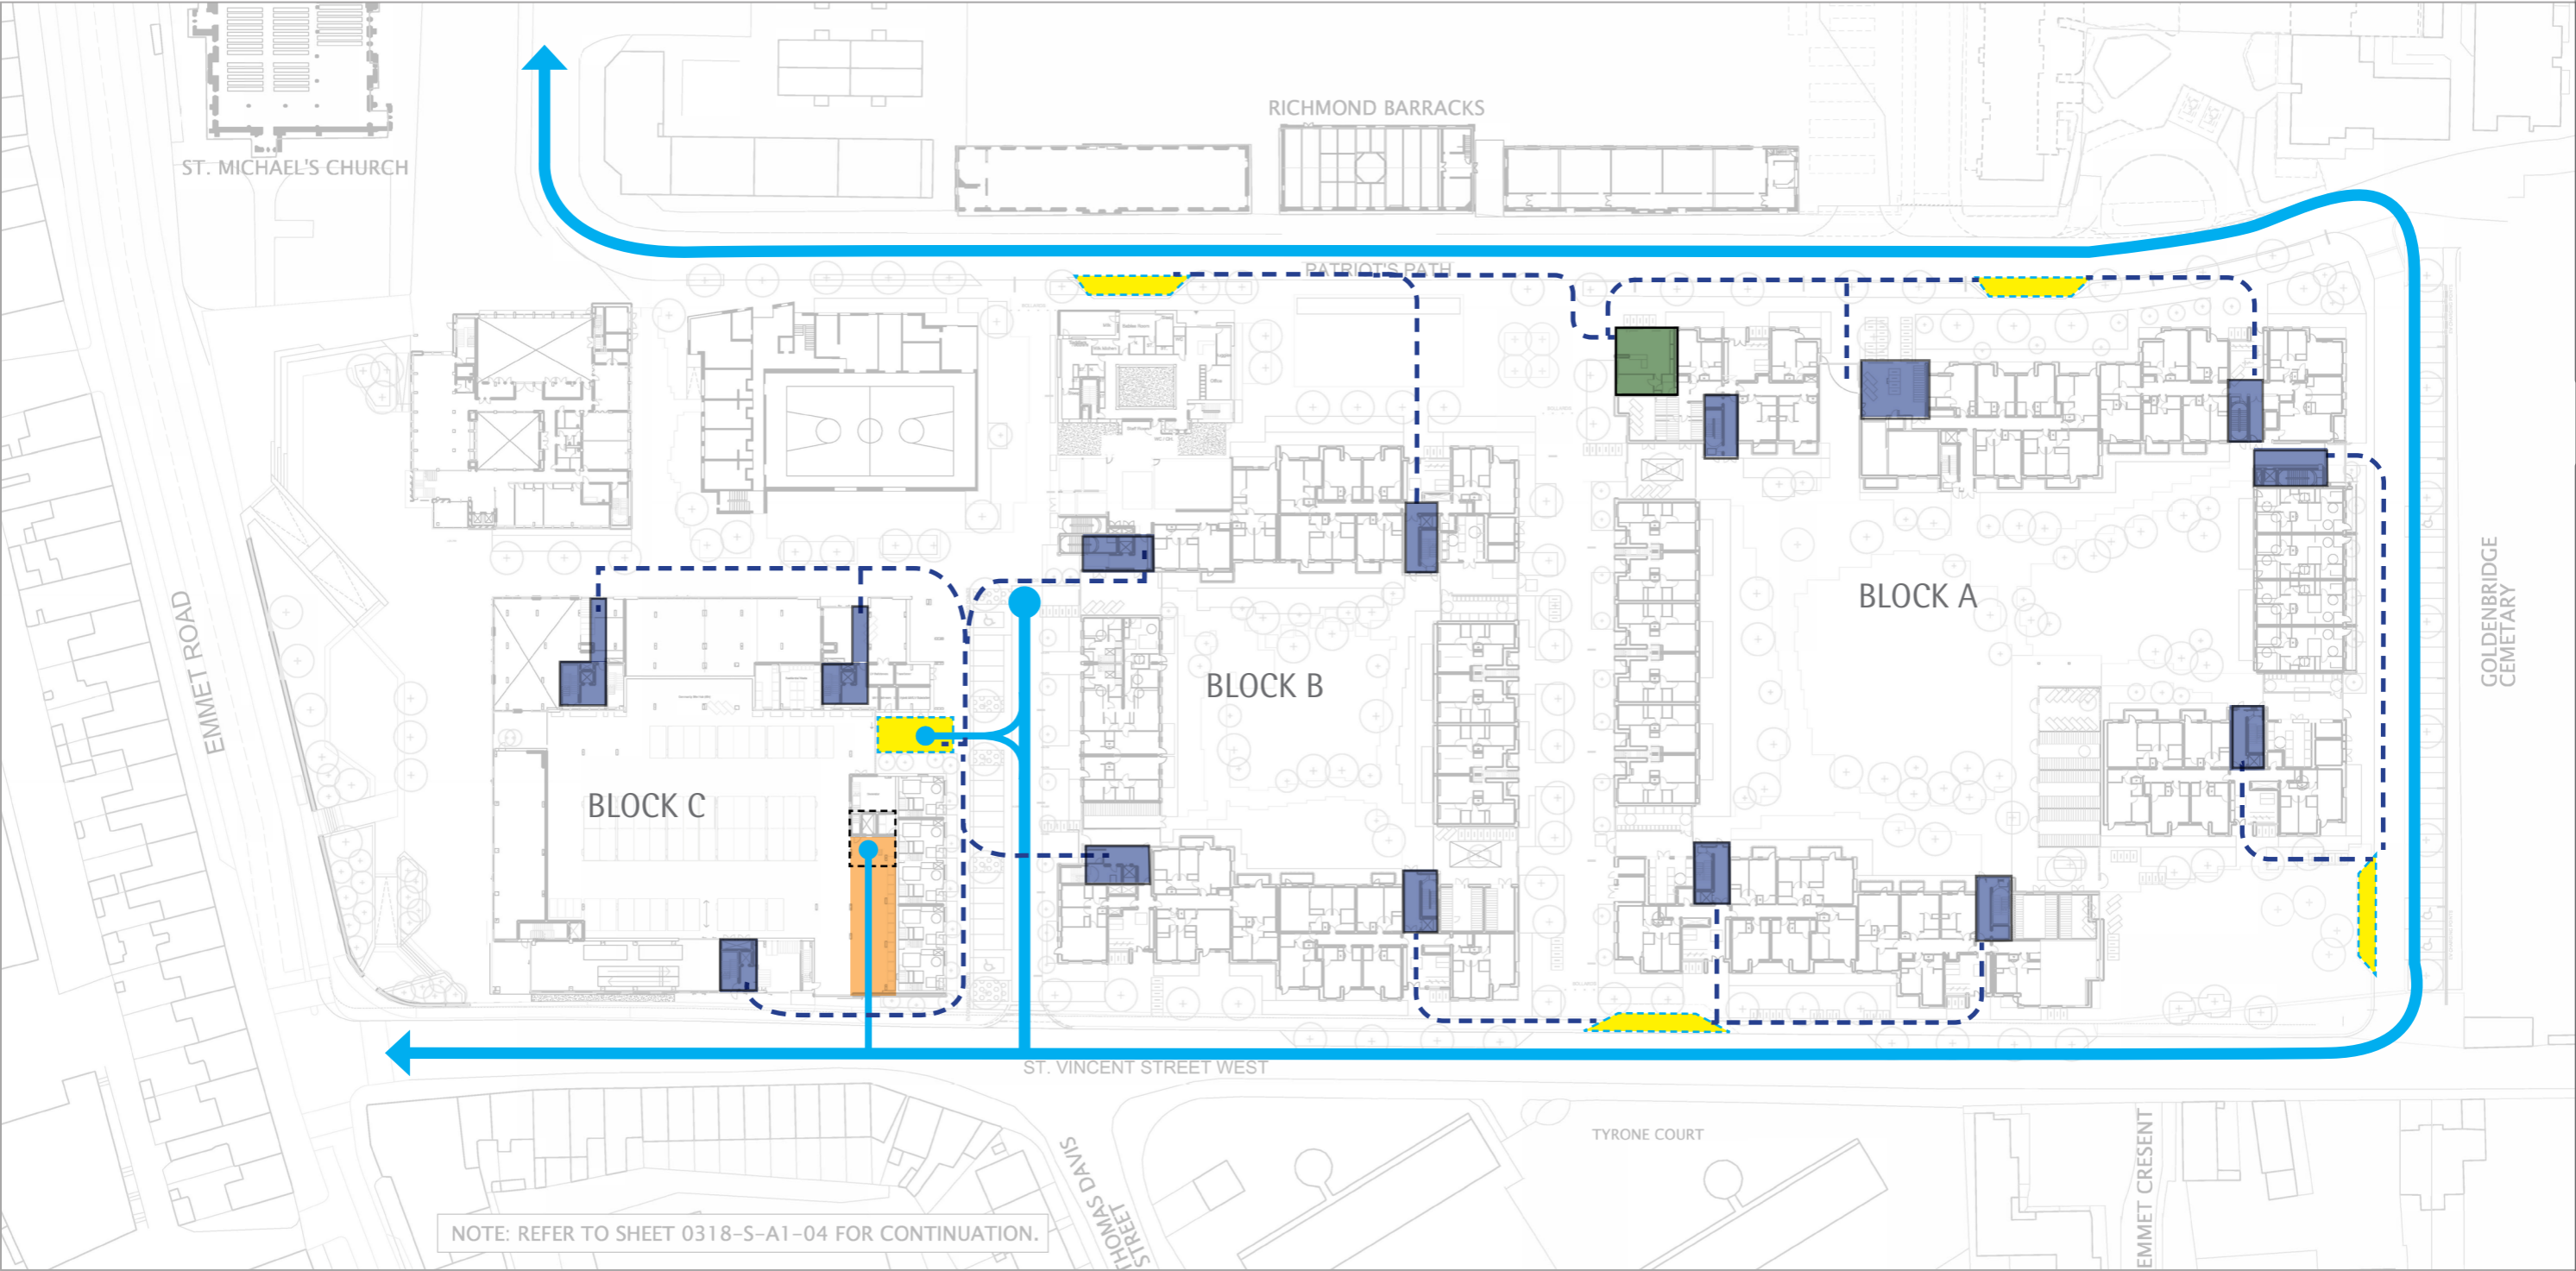 RICHMOND BARRACKS
ST. MICHAEL'S CHURCH
PATRIOT'S PATH
EMMET ROAD
BLOCK A
BLOCK B
BLOCK C
GOLDENBRIDGE
CEMETARY
ST. VINCENT STREET WEST
TYRONE COURT
THOMAS DAVIS
STREET
EMMET CRESENT
NOTE: REFER TO SHEET 0318-S-A1-04 FOR CONTINUATION.